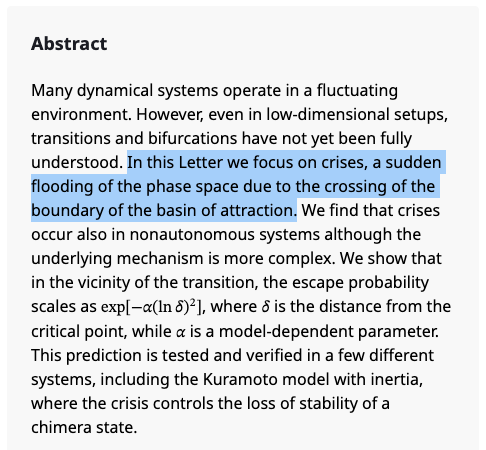 Abstract
Many dynamical systems operate in a fluctuating
environment. However, even in low-dimensional setups,
transitions and bifurcations have not yet been fully
understood. In this Letter we focus on crises, a sudden
flooding of the phase space due to the crossing of the
boundary of the basin of attraction. We find that crises
occur also in nonautonomous systems although the
underlying mechanism is more complex. We show that
in the vicinity of the transition, the escape probability
scales as exp[−α(ln δ)²], where δ is the distance from the
critical point, while α is a model-dependent parameter.
This prediction is tested and verified in a few different
systems, including the Kuramoto model with inertia,
where the crisis controls the loss of stability of a
chimera state.